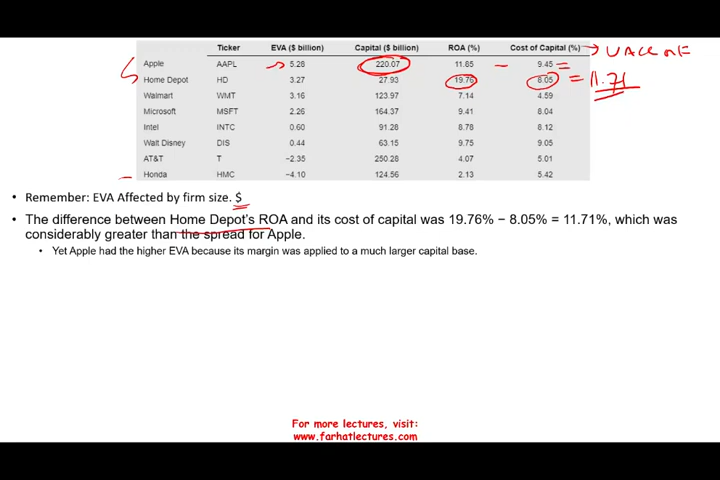 Ticker EVA ($ billion) Capital ($ billion) ROA (%) Cost of Capital (%)
Apple AAPL 5.28 220.07 11.85 9.45
Home Depot HD 3.27 27.93 19.76 8.05 = 11.71
Walmart WMT 3.16 123.97 7.14 4.59
Microsoft MSFT 2.26 164.37 9.41 8.04
Intel INTC 0.60 91.28 8.78 8.12
Walt Disney DIS 0.44 63.15 9.75 9.05
AT&T T −2.35 250.28 4.07 5.01
Honda HMC −4.10 124.56 2.13 5.42
• Remember: EVA Affected by firm size. $
• The difference between Home Depot's ROA and its cost of capital was 19.76% − 8.05% = 11.71%, which was
considerably greater than the spread for Apple.
• Yet Apple had the higher EVA because its margin was applied to a much larger capital base.
For more lectures, visit:
www.farhatlectures.com